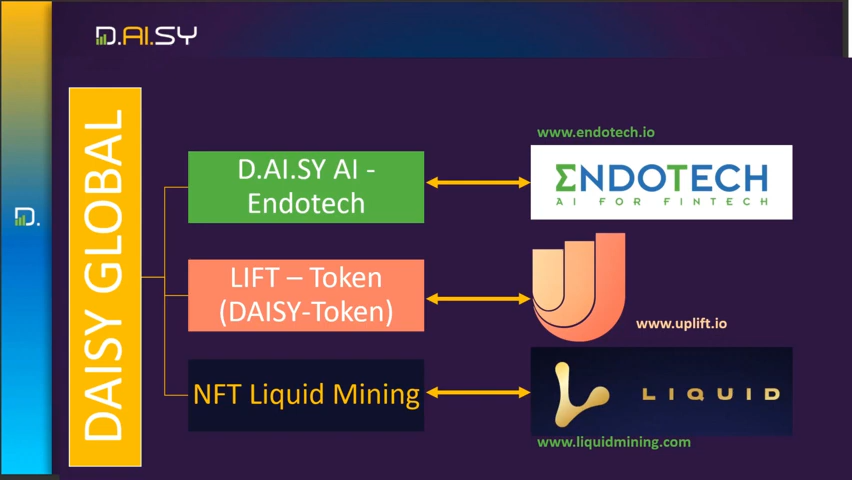 D.AI.SY
D.
DAISY GLOBAL
D.AI.SY AI -
Endotech
www.endotech.io
ENDOTECH
AI FOR FINTECH
LIFT – Token
(DAISY-Token)
www.uplift.io
NFT Liquid Mining
LIQUID
www.liquidmining.com